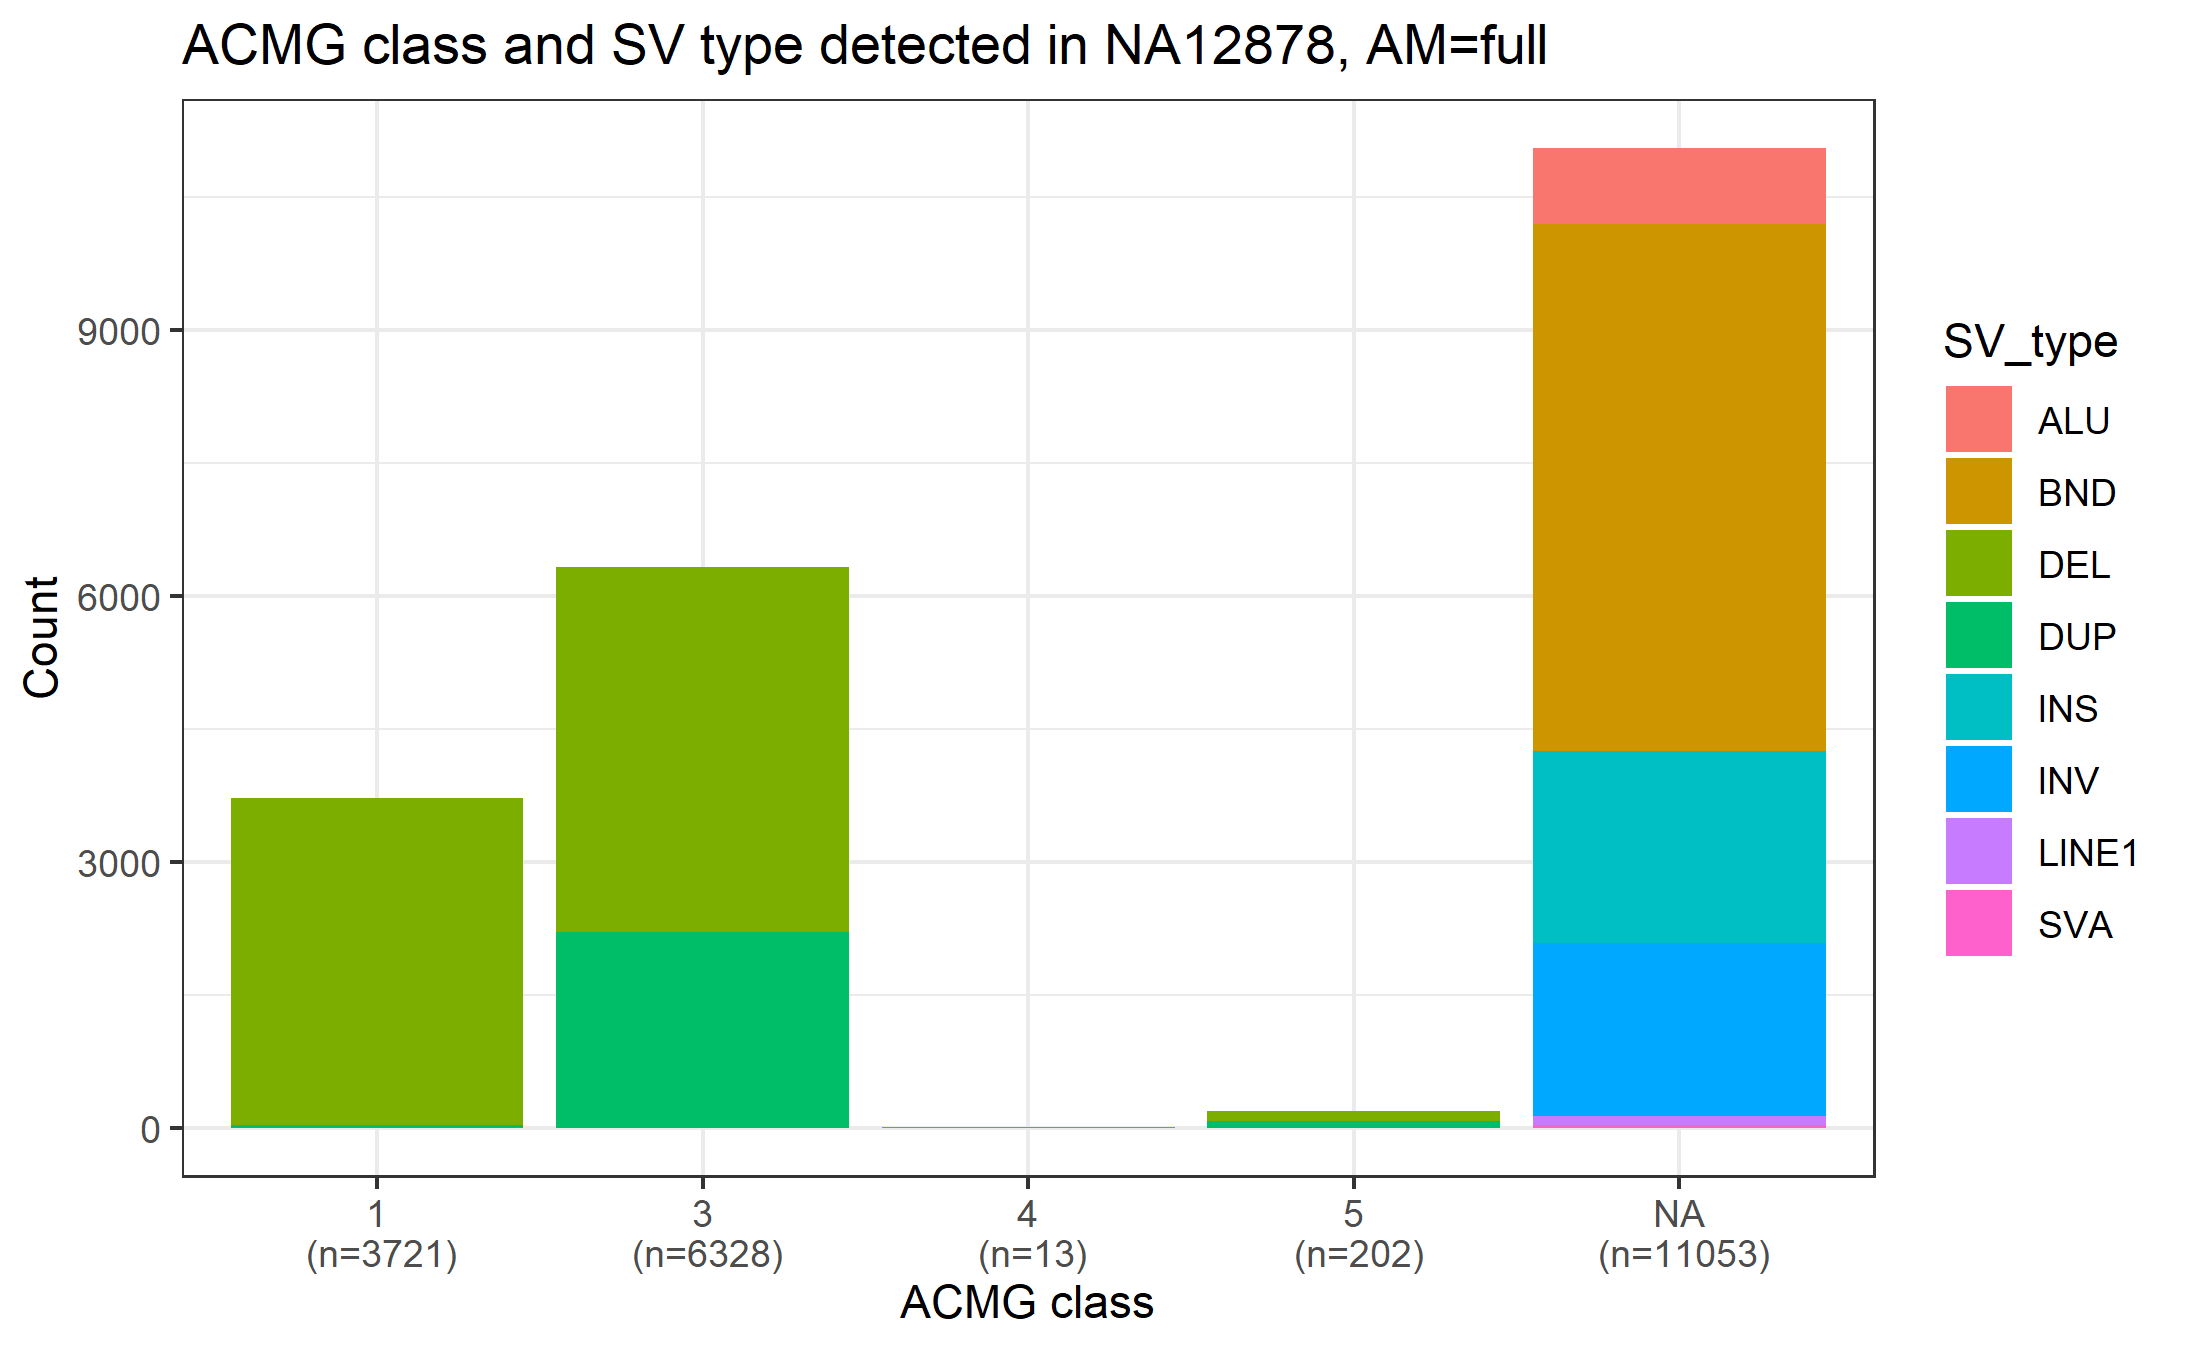 ACMG class and SV type detected in NA12878, AM=full
Count
9000
6000
3000
0
1
(n=3721)
3
(n=6328)
4
(n=13)
5
(n=202)
NA
(n=11053)
ACMG class
SV_type
ALU
BND
DEL
DUP
INS
INV
LINE1
SVA